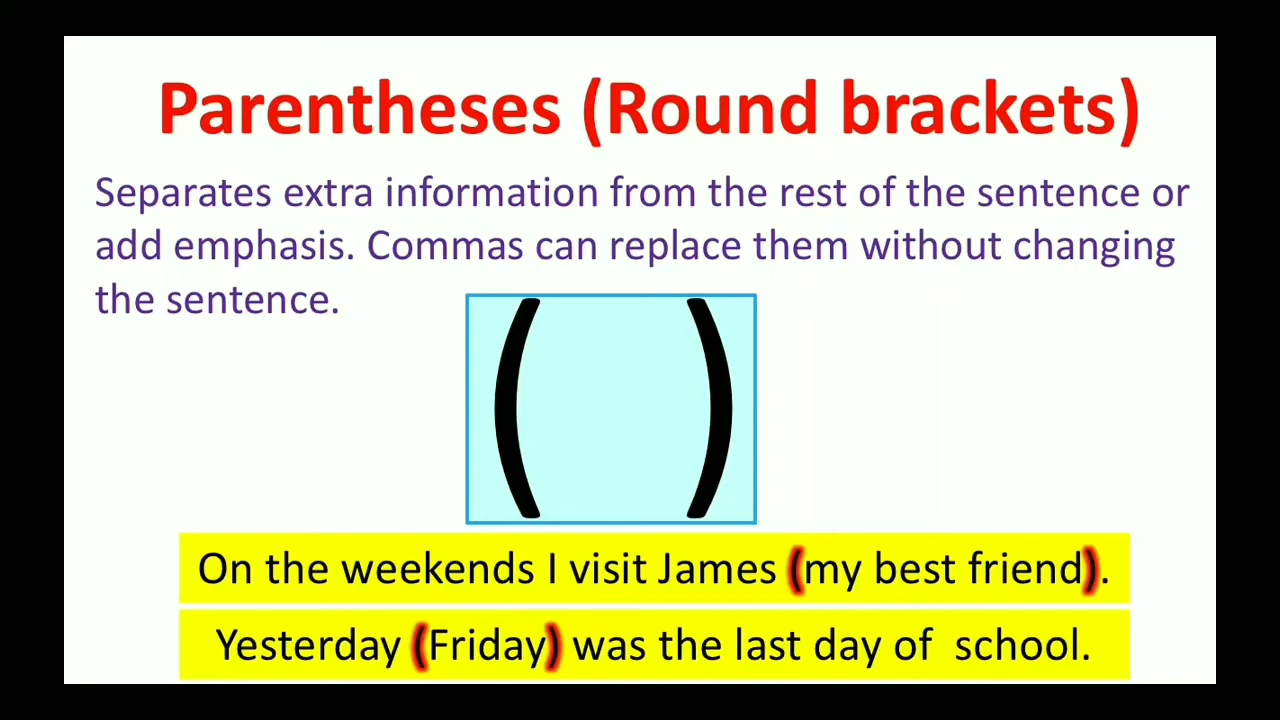 Parentheses (Round brackets)
Separates extra information from the rest of the sentence or
add emphasis. Commas can replace them without changing
the sentence.
( )
On the weekends I visit James (my best friend).
Yesterday (Friday) was the last day of  school.